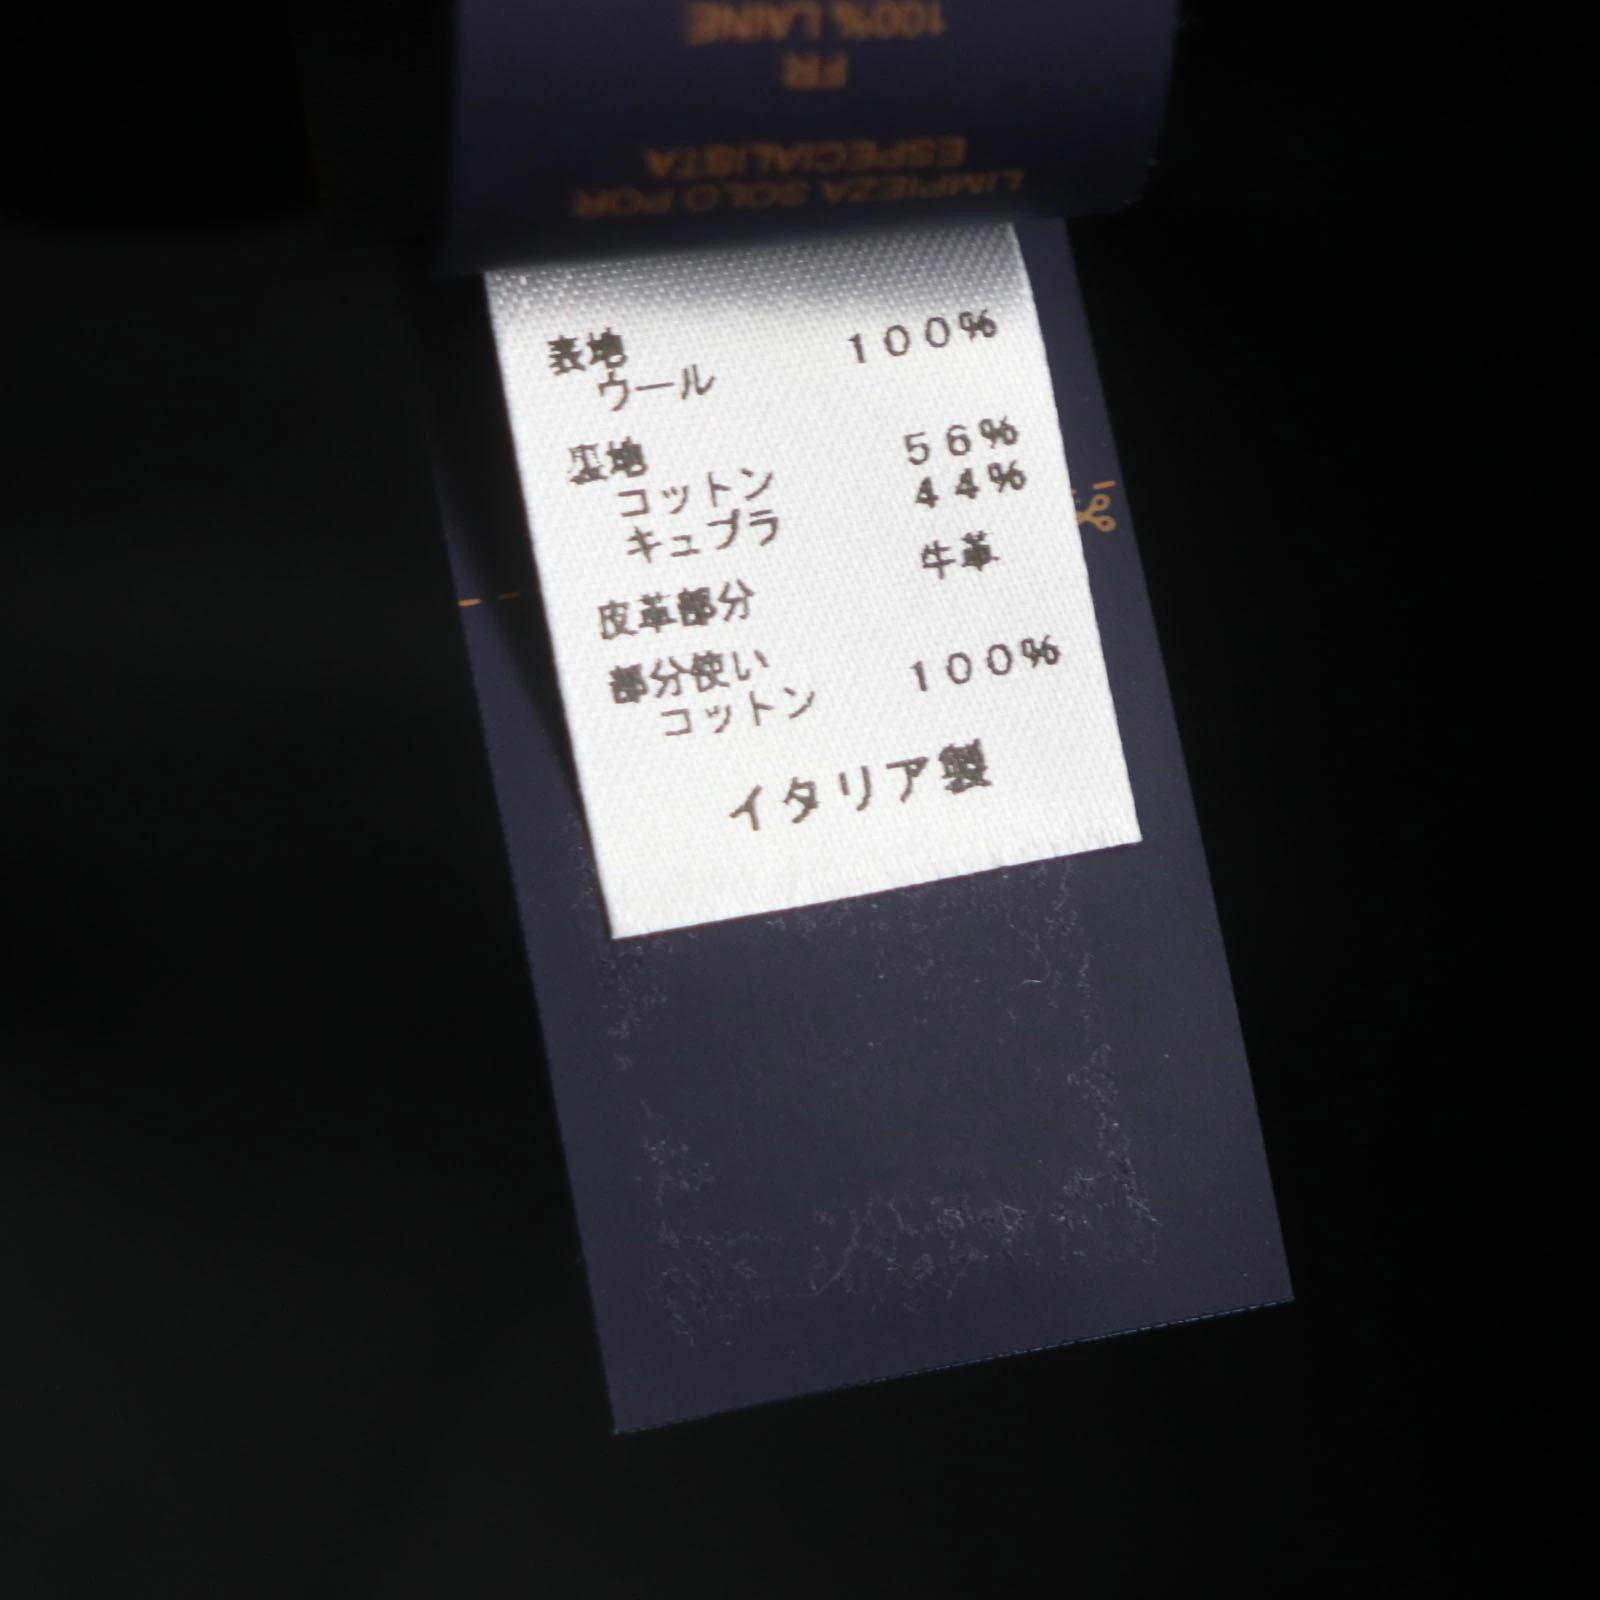 100% LAINE
FR
ESPECIALISTA
LIMPIEZA SOLO POR
表地 100%
ウール
裏地 56%
コットン 44%
キュプラ
牛革
皮革部分
部分使い 100%
コットン
イタリア製